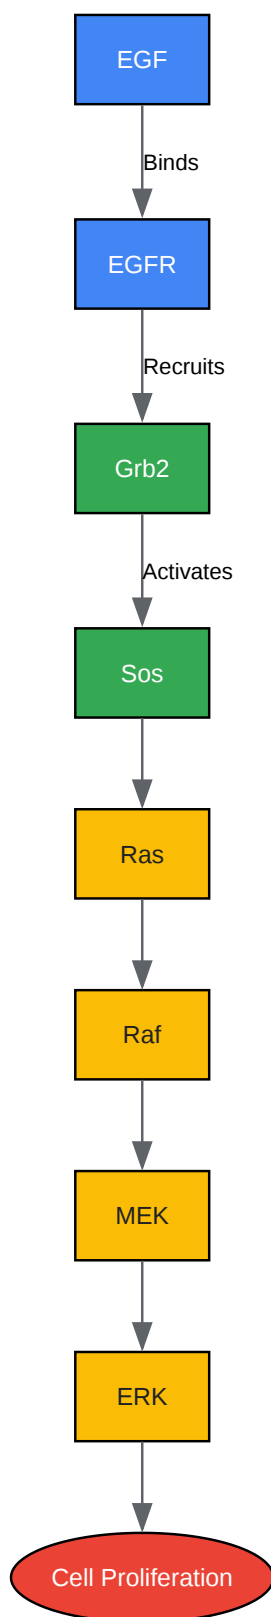 EGF
Binds
EGFR
Recruits
Grb2
Activates
Sos
Ras
Raf
MEK
ERK
Cell Proliferation